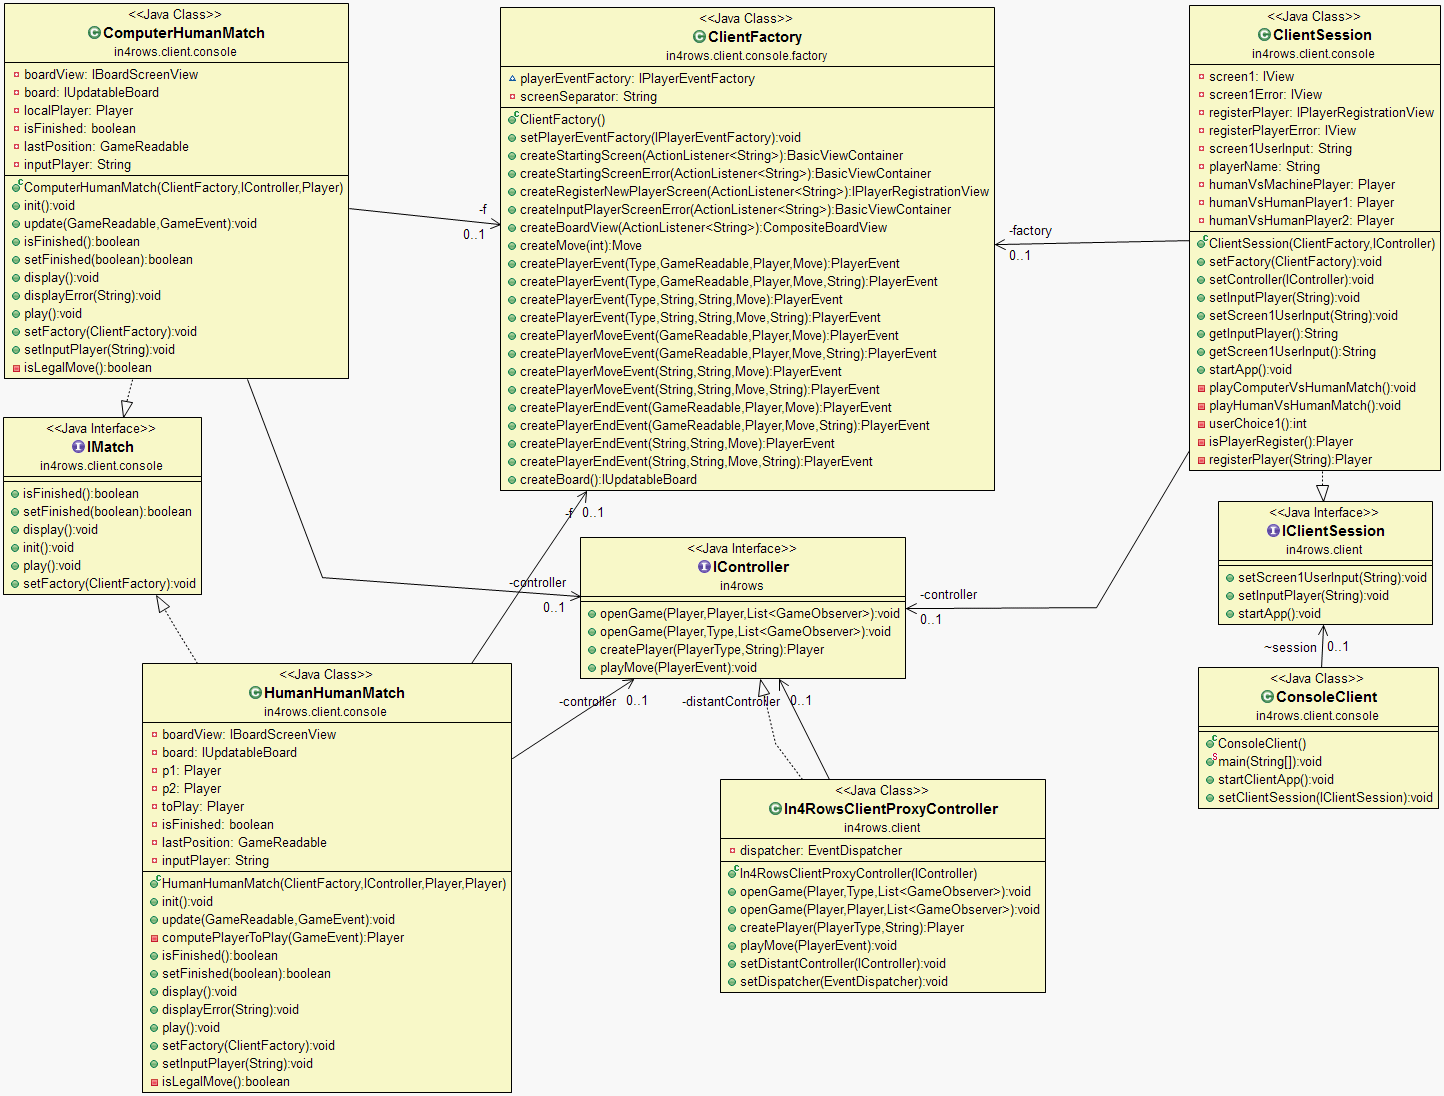 <<Java Class>>
ComputerHumanMatch
in4rows.client.console
boardView: IBoardScreenView
board: IUpdatableBoard
localPlayer: Player
isFinished: boolean
lastPosition: GameReadable
inputPlayer: String
ComputerHumanMatch(ClientFactory,IController,Player)
init():void
update(GameReadable,GameEvent):void
isFinished():boolean
setFinished(boolean):boolean
display():void
displayError(String):void
play():void
setFactory(ClientFactory):void
setInputPlayer(String):void
isLegalMove():boolean
<<Java Class>>
ClientFactory
in4rows.client.console.factory
playerEventFactory: IPlayerEventFactory
screenSeparator: String
ClientFactory()
setPlayerEventFactory(IPlayerEventFactory):void
createStartingScreen(ActionListener<String>):BasicViewContainer
createStartingScreenError(ActionListener<String>):BasicViewContainer
createRegisterNewPlayerScreen(ActionListener<String>):IPlayerRegistrationView
createInputPlayerScreenError(ActionListener<String>):BasicViewContainer
createBoardView(ActionListener<String>):CompositeBoardView
createMove(int):Move
createPlayerEvent(Type,GameReadable,Player,Move):PlayerEvent
createPlayerEvent(Type,GameReadable,Player,Move,String):PlayerEvent
createPlayerEvent(Type,String,String,Move):PlayerEvent
createPlayerEvent(Type,String,String,Move,String):PlayerEvent
createPlayerMoveEvent(GameReadable,Player,Move):PlayerEvent
createPlayerMoveEvent(GameReadable,Player,Move,String):PlayerEvent
createPlayerMoveEvent(String,String,Move):PlayerEvent
createPlayerMoveEvent(String,String,Move,String):PlayerEvent
createPlayerEndEvent(GameReadable,Player,Move):PlayerEvent
createPlayerEndEvent(GameReadable,Player,Move,String):PlayerEvent
createPlayerEndEvent(String,String,Move):PlayerEvent
createPlayerEndEvent(String,String,Move,String):PlayerEvent
createBoard():IUpdatableBoard
<<Java Class>>
ClientSession
in4rows.client.console
screen1: IView
screen1Error: IView
registerPlayer: IPlayerRegistrationView
registerPlayerError: IView
screen1UserInput: String
playerName: String
humanVsMachinePlayer: Player
humanVsHumanPlayer1: Player
humanVsHumanPlayer2: Player
ClientSession(ClientFactory,IController)
setFactory(ClientFactory):void
setController(IController):void
setInputPlayer(String):void
setScreen1UserInput(String):void
getInputPlayer():String
getScreen1UserInput():String
startApp():void
playComputerVsHumanMatch():void
playHumanVsHumanMatch():void
userChoice1():int
isPlayerRegister():Player
registerPlayer(String):Player
-f
0..1
-factory
0..1
<<Java Interface>>
IMatch
in4rows.client.console
isFinished():boolean
setFinished(boolean):boolean
display():void
init():void
play():void
setFactory(ClientFactory):void
-f 0..1
-controller
0..1
<<Java Interface>>
IController
in4rows
openGame(Player,Player,List<GameObserver>):void
openGame(Player,Type,List<GameObserver>):void
createPlayer(PlayerType,String):Player
playMove(PlayerEvent):void
-controller
0..1
<<Java Interface>>
IClientSession
in4rows.client
setScreen1UserInput(String):void
setInputPlayer(String):void
startApp():void
~session 0..1
<<Java Class>>
ConsoleClient
in4rows.client.console
ConsoleClient()
main(String[]):void
startClientApp():void
setClientSession(IClientSession):void
<<Java Class>>
HumanHumanMatch
in4rows.client.console
boardView: IBoardScreenView
board: IUpdatableBoard
p1: Player
p2: Player
toPlay: Player
isFinished: boolean
lastPosition: GameReadable
inputPlayer: String
HumanHumanMatch(ClientFactory,IController,Player,Player)
init():void
update(GameReadable,GameEvent):void
computePlayerToPlay(GameEvent):Player
isFinished():boolean
setFinished(boolean):boolean
display():void
displayError(String):void
play():void
setFactory(ClientFactory):void
setInputPlayer(String):void
isLegalMove():boolean
-controller 0..1
-distantController 0..1
<<Java Class>>
In4RowsClientProxyController
in4rows.client
dispatcher: EventDispatcher
In4RowsClientProxyController(IController)
openGame(Player,Type,List<GameObserver>):void
openGame(Player,Player,List<GameObserver>):void
createPlayer(PlayerType,String):Player
playMove(PlayerEvent):void
setDistantController(IController):void
setDispatcher(EventDispatcher):void